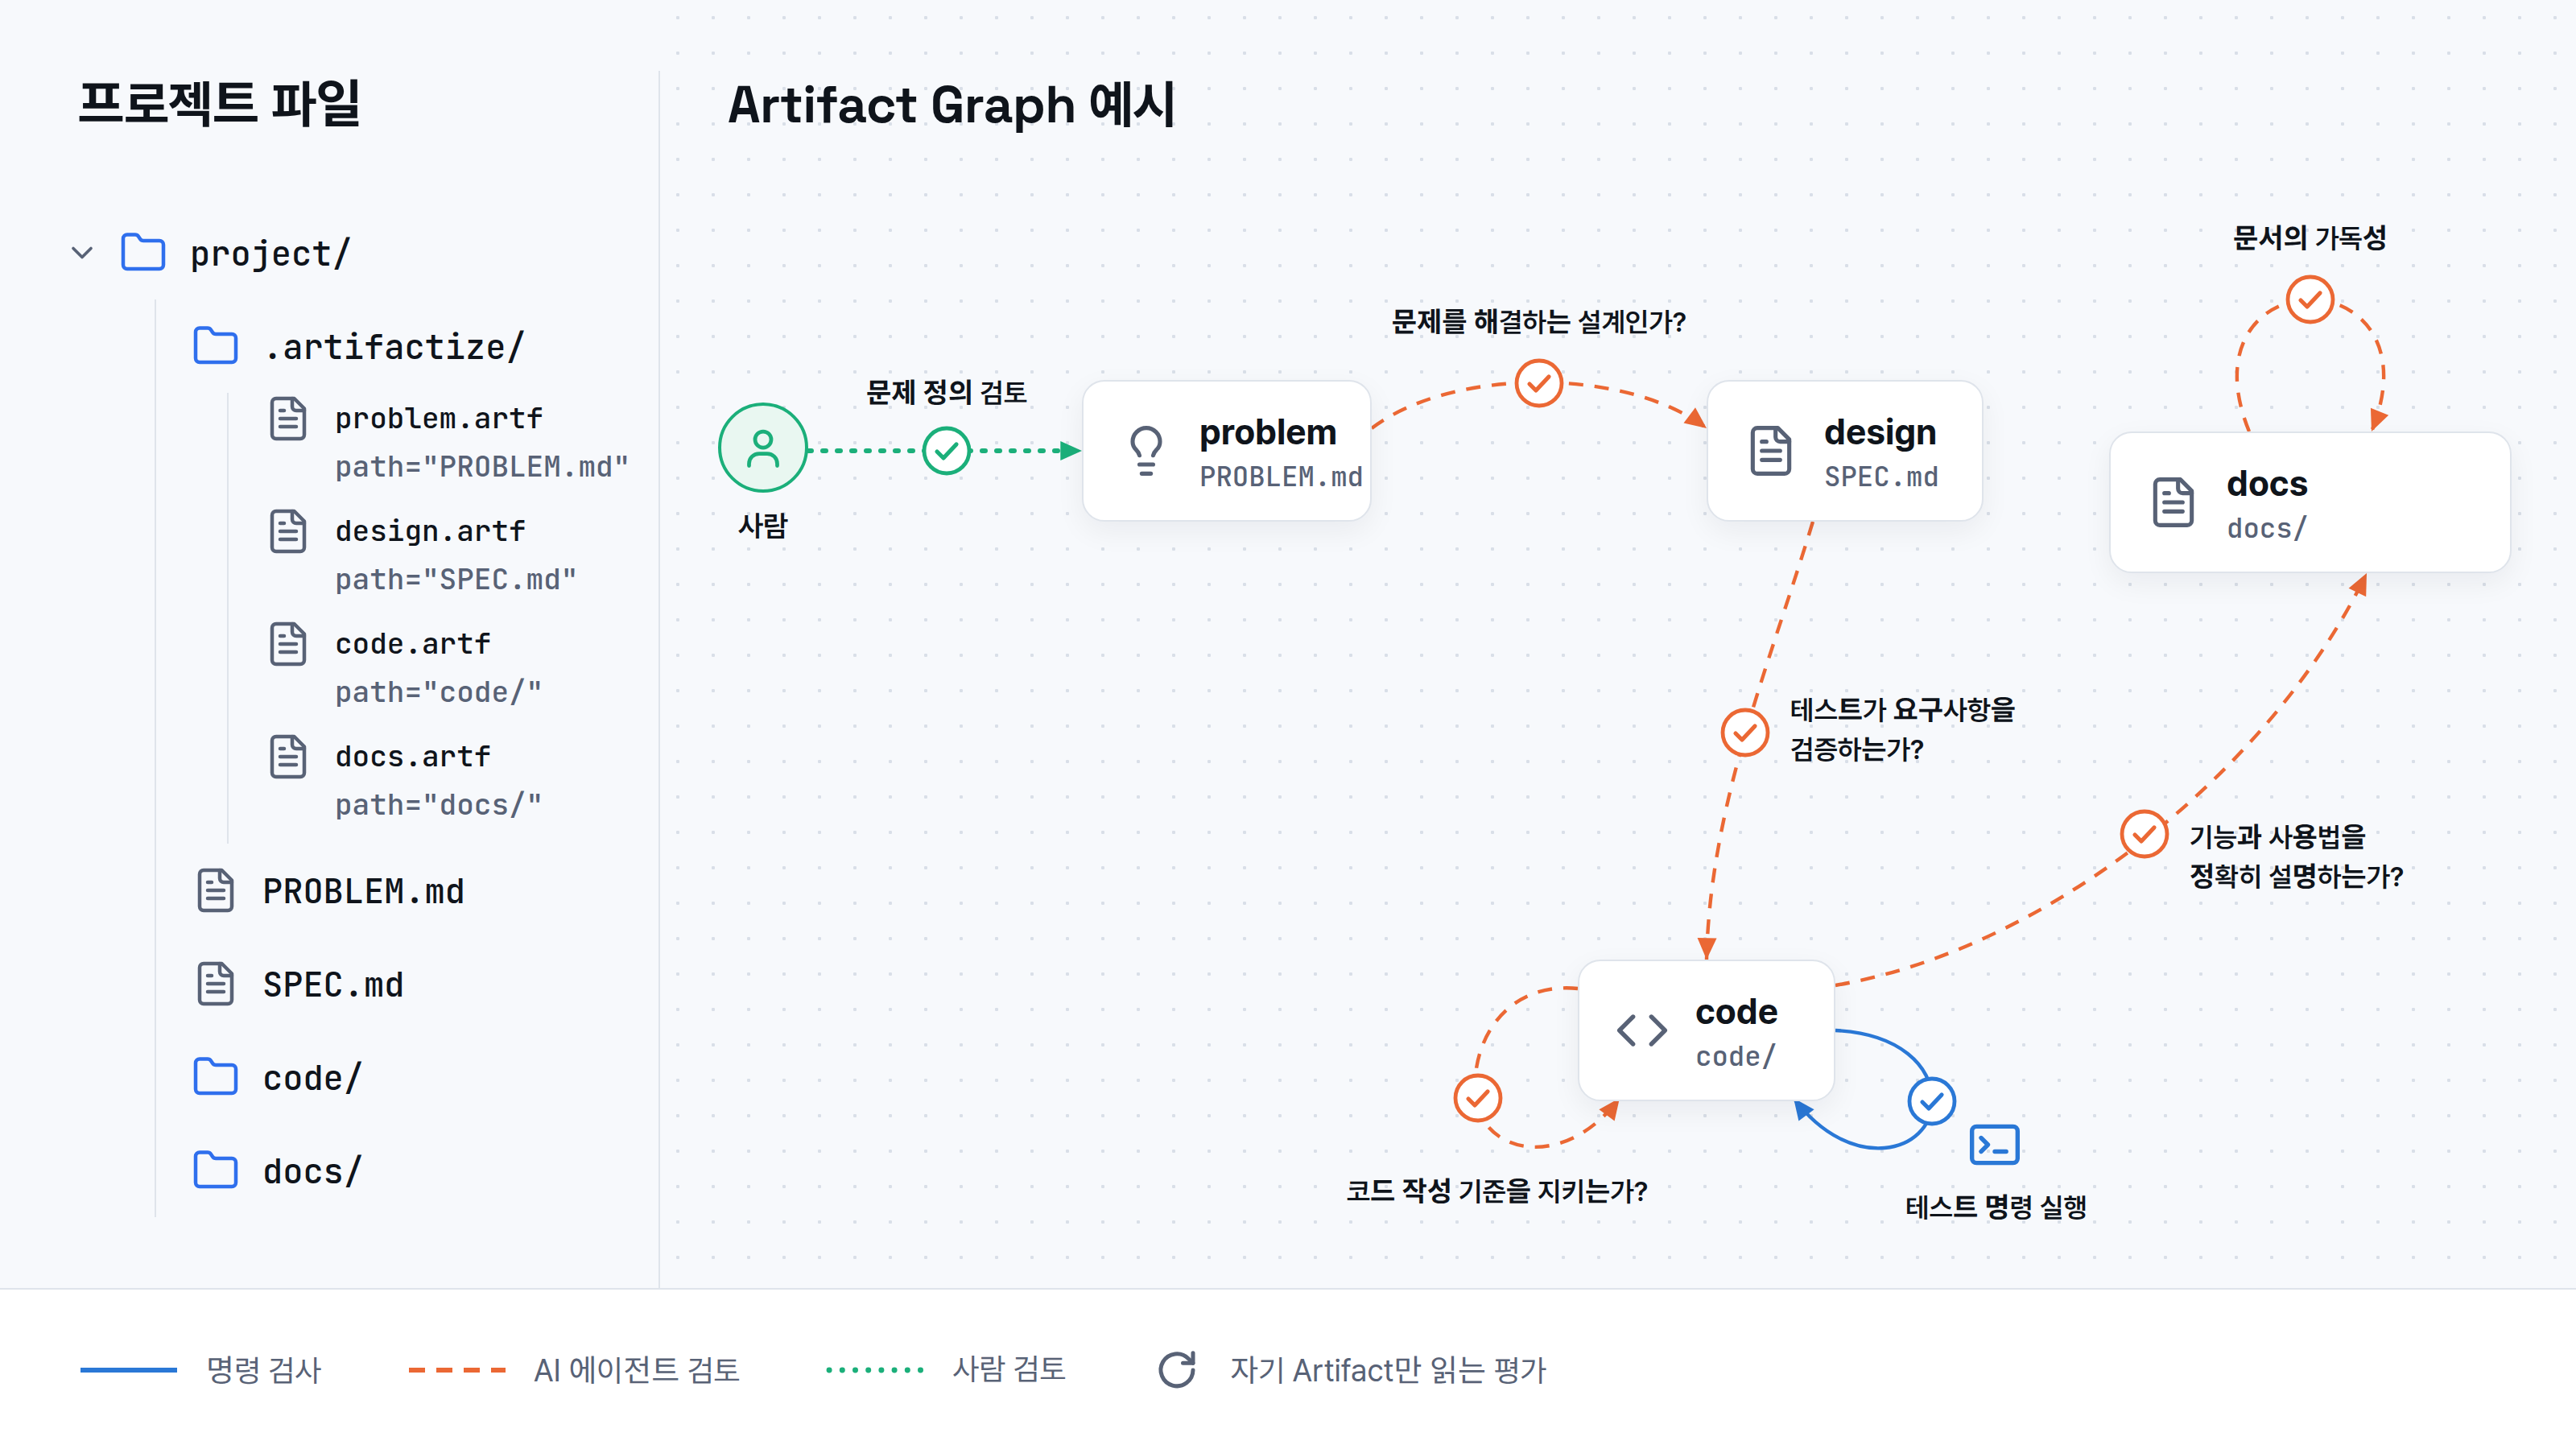 프로젝트 파일
project/
.artifactize/
problem.artf
path="PROBLEM.md"
design.artf
path="SPEC.md"
code.artf
path="code/"
docs.artf
path="docs/"
PROBLEM.md
SPEC.md
code/
docs/
Artifact Graph 예시
문서의 가독성
문제를 해결하는 설계인가?
문제 정의 검토
사람
problem
PROBLEM.md
design
SPEC.md
docs
docs/
테스트가 요구사항을
검증하는가?
기능과 사용법을
정확히 설명하는가?
code
code/
코드 작성 기준을 지키는가?
테스트 명령 실행
명령 검사
AI 에이전트 검토
사람 검토
자기 Artifact만 읽는 평가